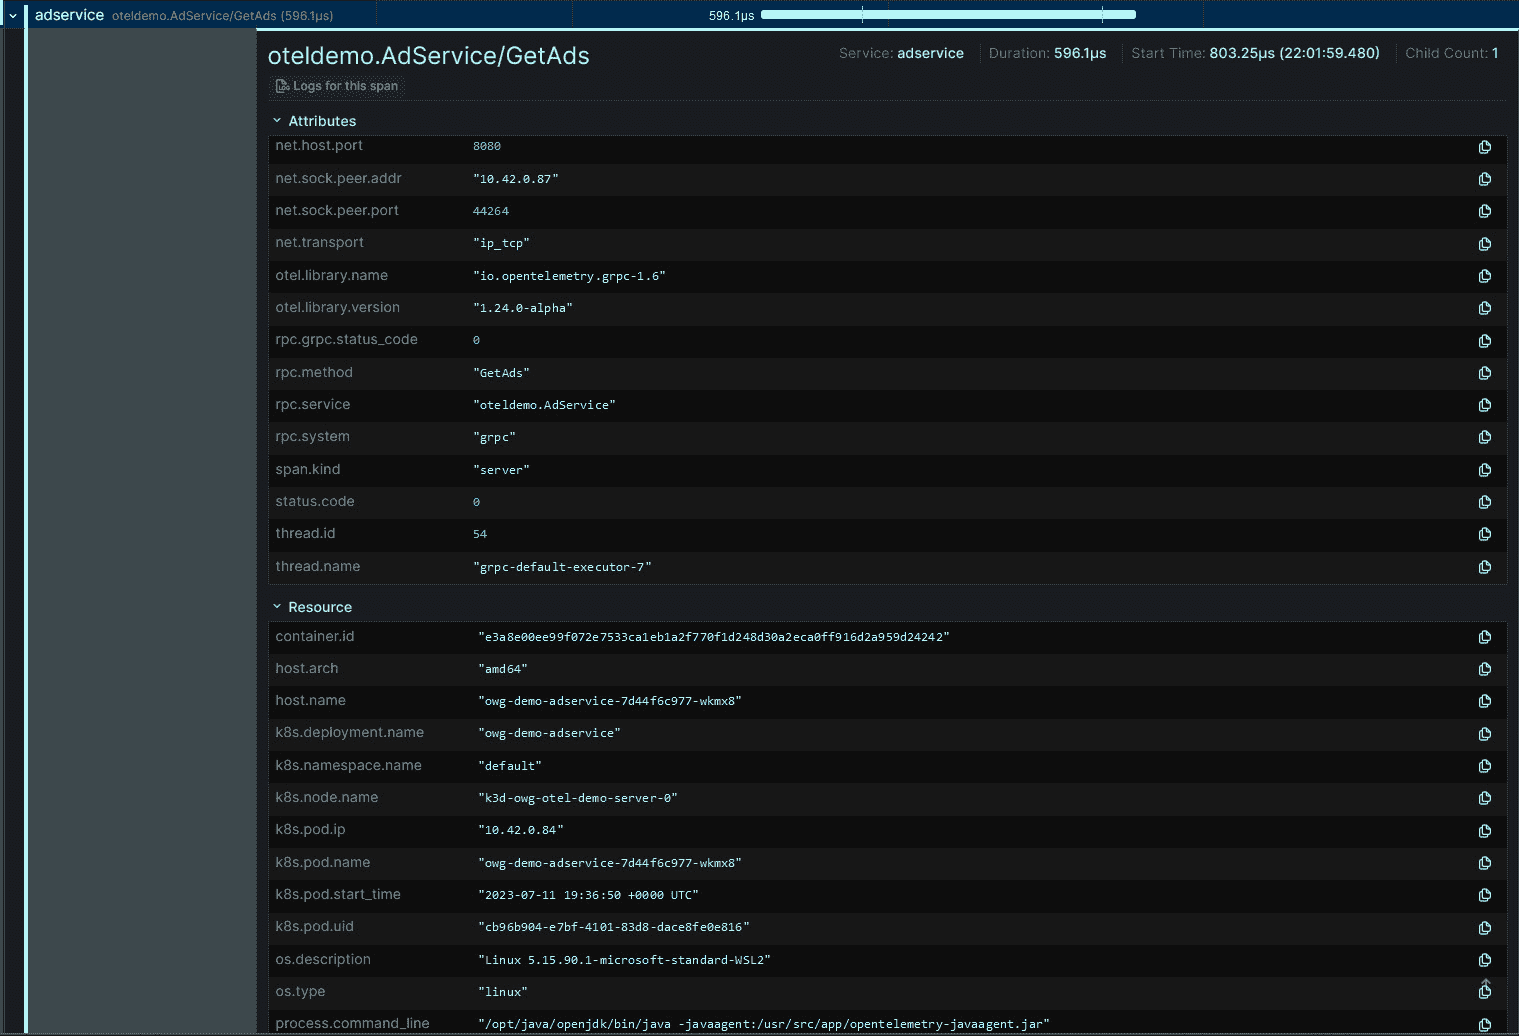 adservice oteldemo.AdService/GetAds (596.1μs) 596.1μs
oteldemo.AdService/GetAds Service: adservice Duration: 596.1μs Start Time: 803.25μs (22:01:59.480) Child Count: 1
Logs for this span
Attributes
net.host.port 8080
net.sock.peer.addr "10.42.0.87"
net.sock.peer.port 44264
net.transport "ip_tcp"
otel.library.name "io.opentelemetry.grpc-1.6"
otel.library.version "1.24.0-alpha"
rpc.grpc.status_code 0
rpc.method "GetAds"
rpc.service "oteldemo.AdService"
rpc.system "grpc"
span.kind "server"
status.code 0
thread.id 54
thread.name "grpc-default-executor-7"
Resource
container.id "e3a8e00ee99f072e7533ca1eb1a2f770f1d248d30a2eca0ff916d2a959d24242"
host.arch "amd64"
host.name "owg-demo-adservice-7d44f6c977-wkmx8"
k8s.deployment.name "owg-demo-adservice"
k8s.namespace.name "default"
k8s.node.name "k3d-owg-otel-demo-server-0"
k8s.pod.ip "10.42.0.84"
k8s.pod.name "owg-demo-adservice-7d44f6c977-wkmx8"
k8s.pod.start_time "2023-07-11 19:36:50 +0000 UTC"
k8s.pod.uid "cb96b904-e7bf-4101-83d8-dace8fe0e816"
os.description "Linux 5.15.90.1-microsoft-standard-WSL2"
os.type "linux"
process.command_line "/opt/java/openjdk/bin/java -javaagent:/usr/src/app/opentelemetry-javaagent.jar"